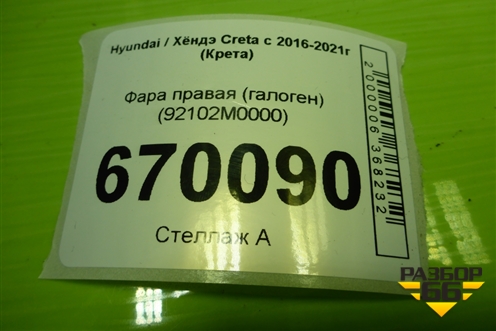 Hyundai / Хёндэ Creta с 2016-2021г
(Крета)
Фара правая (галоген)
(92102M0000)
670090
Стеллаж А
2000006368232
РАЗБОР
66